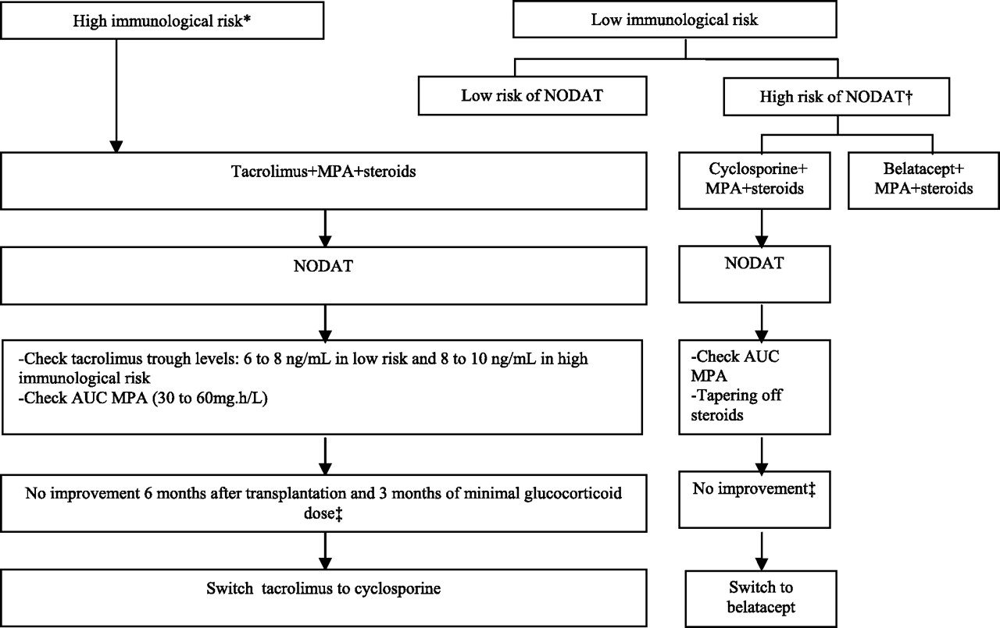 High immunological risk*
Low immunological risk
Low risk of NODAT
High risk of NODAT†
Tacrolimus+MPA+steroids
Cyclosporine+
MPA+steroids
Belatacept+
MPA+steroids
NODAT
NODAT
-Check tacrolimus trough levels: 6 to 8 ng/mL in low risk and 8 to 10 ng/mL in high
immunological risk
-Check AUC MPA (30 to 60mg.h/L)
-Check AUC
MPA
-Tapering off
steroids
No improvement 6 months after transplantation and 3 months of minimal glucocorticoid
dose‡
No improvement‡
Switch tacrolimus to cyclosporine
Switch to
belatacept